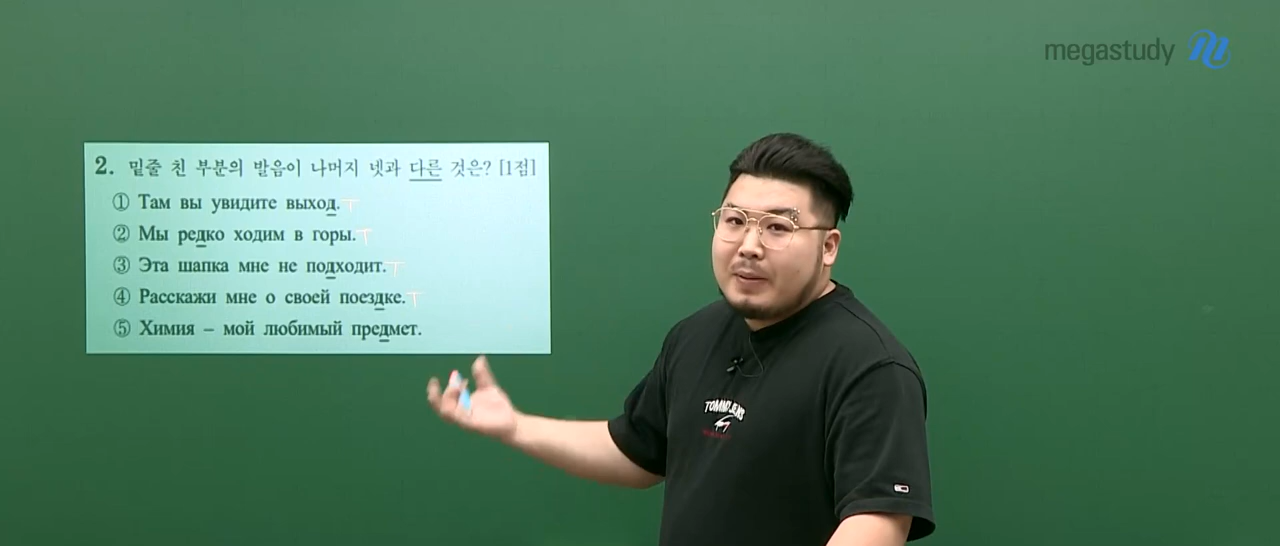 megastudy
2. 밑줄 친 부분의 발음이 나머지 넷과 다른 것은? [1점]
① Там вы увидите выход. т
② Мы редко ходим в горы. т
③ Эта шапка мне не подходит. т
④ Расскажи мне о своей поездке. т
⑤ Химия – мой любимый предмет.